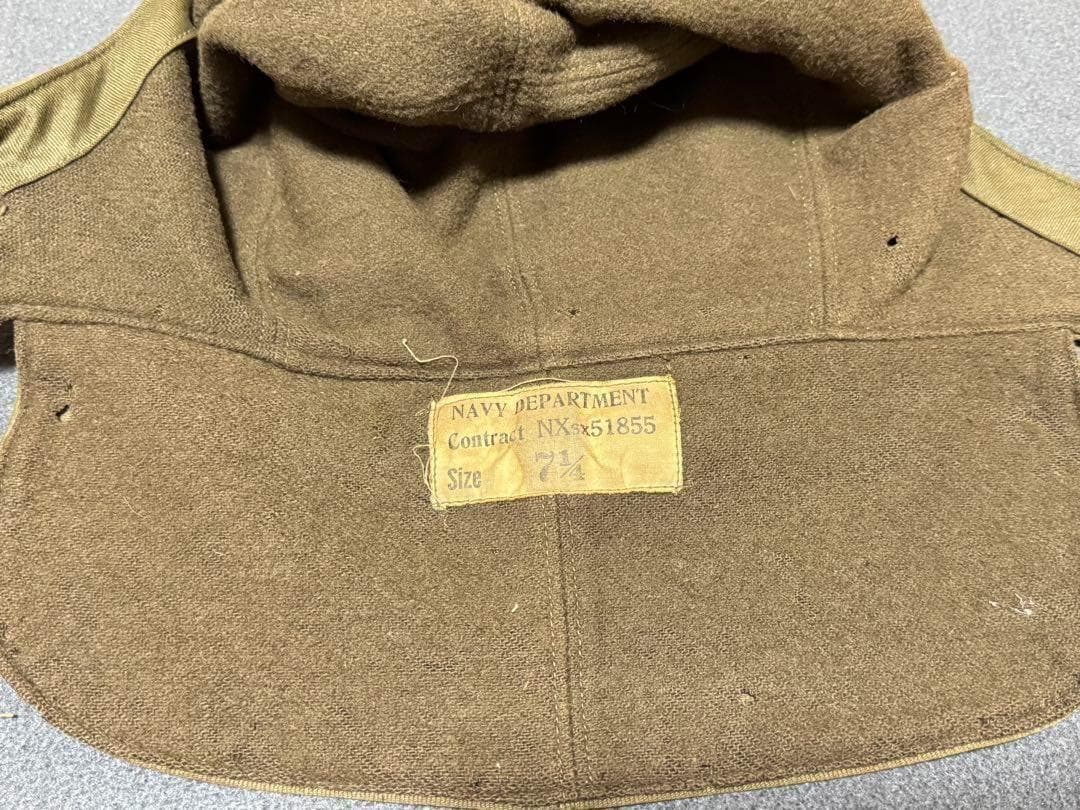 NAVY DEPARTMENT
Contract NXsx51855
Size 7¼